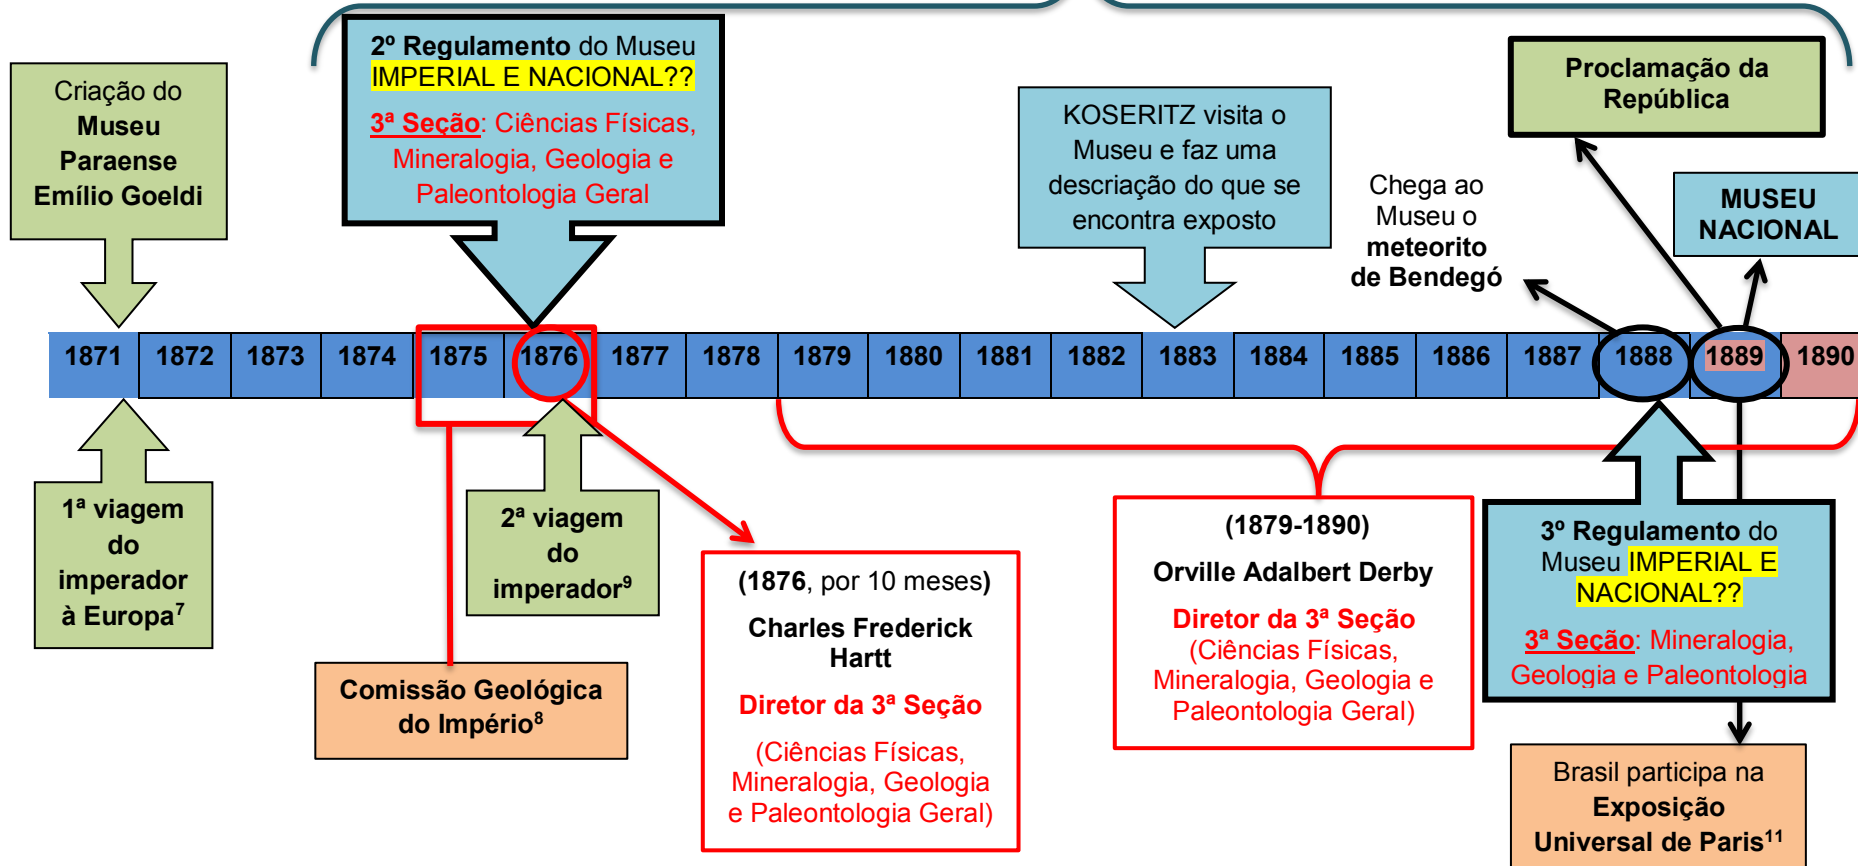 Criação do
Museu
Paraense
Emílio Goeldi
2º Regulamento do Museu
IMPERIAL E NACIONAL??
3ª Seção: Ciências Físicas,
Mineralogia, Geologia e
Paleontologia Geral
KOSERITZ visita o
Museu e faz uma
descriação do que se
encontra exposto
Chega ao
Museu o
meteorito
de Bendegó
Proclamação da
República
MUSEU
NACIONAL
1871 1872 1873 1874 1875 1876 1877 1878 1879 1880 1881 1882 1883 1884 1885 1886 1887 1888 1889 1890
1ª viagem
do
imperador
à Europa⁷
Comissão Geológica
do Império⁸
2ª viagem
do
imperador⁹
(1876, por 10 meses)
Charles Frederick
Hartt
Diretor da 3ª Seção
(Ciências Físicas,
Mineralogia, Geologia
e Paleontologia Geral)
(1879-1890)
Orville Adalbert Derby
Diretor da 3ª Seção
(Ciências Físicas,
Mineralogia, Geologia e
Paleontologia Geral)
3º Regulamento do
Museu IMPERIAL E
NACIONAL??
3ª Seção: Mineralogia,
Geologia e Paleontologia
Brasil participa na
Exposição
Universal de Paris¹¹